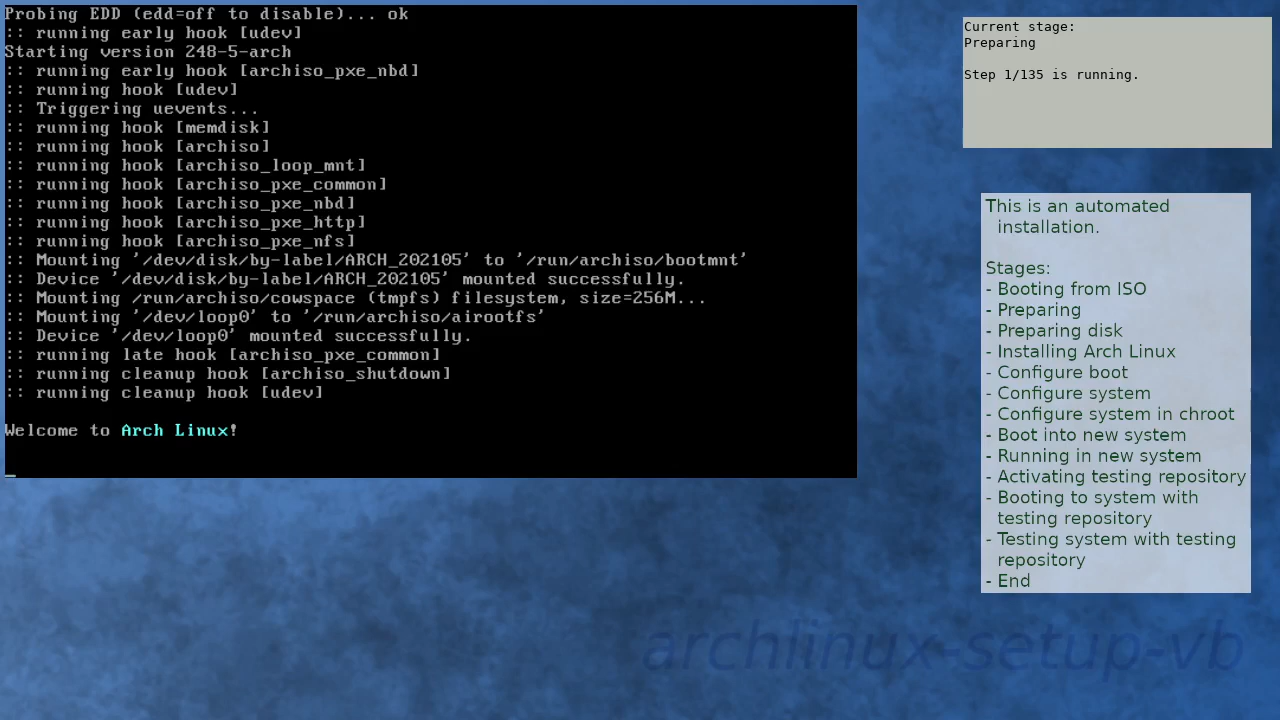 Probing EDD (edd=off to disable)... ok
:: running early hook [udev]
Starting version 248-5-arch
:: running early hook [archiso_pxe_nbd]
:: running hook [udev]
:: Triggering uevents...
:: running hook [memdisk]
:: running hook [archiso]
:: running hook [archiso_loop_mnt]
:: running hook [archiso_pxe_common]
:: running hook [archiso_pxe_nbd]
:: running hook [archiso_pxe_http]
:: running hook [archiso_pxe_nfs]
:: Mounting '/dev/disk/by-label/ARCH_202105' to '/run/archiso/bootmnt'
:: Device '/dev/disk/by-label/ARCH_202105' mounted successfully.
:: Mounting /run/archiso/cowspace (tmpfs) filesystem, size=256M...
:: Mounting '/dev/loop0' to '/run/archiso/airootfs'
:: Device '/dev/loop0' mounted successfully.
:: running late hook [archiso_pxe_common]
:: running cleanup hook [archiso_shutdown]
:: running cleanup hook [udev]
Welcome to Arch Linux!
Current stage:
Preparing
Step 1/135 is running.
This is an automated
installation.
Stages:
- Booting from ISO
- Preparing
- Preparing disk
- Installing Arch Linux
- Configure boot
- Configure system
- Configure system in chroot
- Boot into new system
- Running in new system
- Activating testing repository
- Booting to system with
testing repository
- Testing system with testing
repository
- End
archlinux-setup-vb